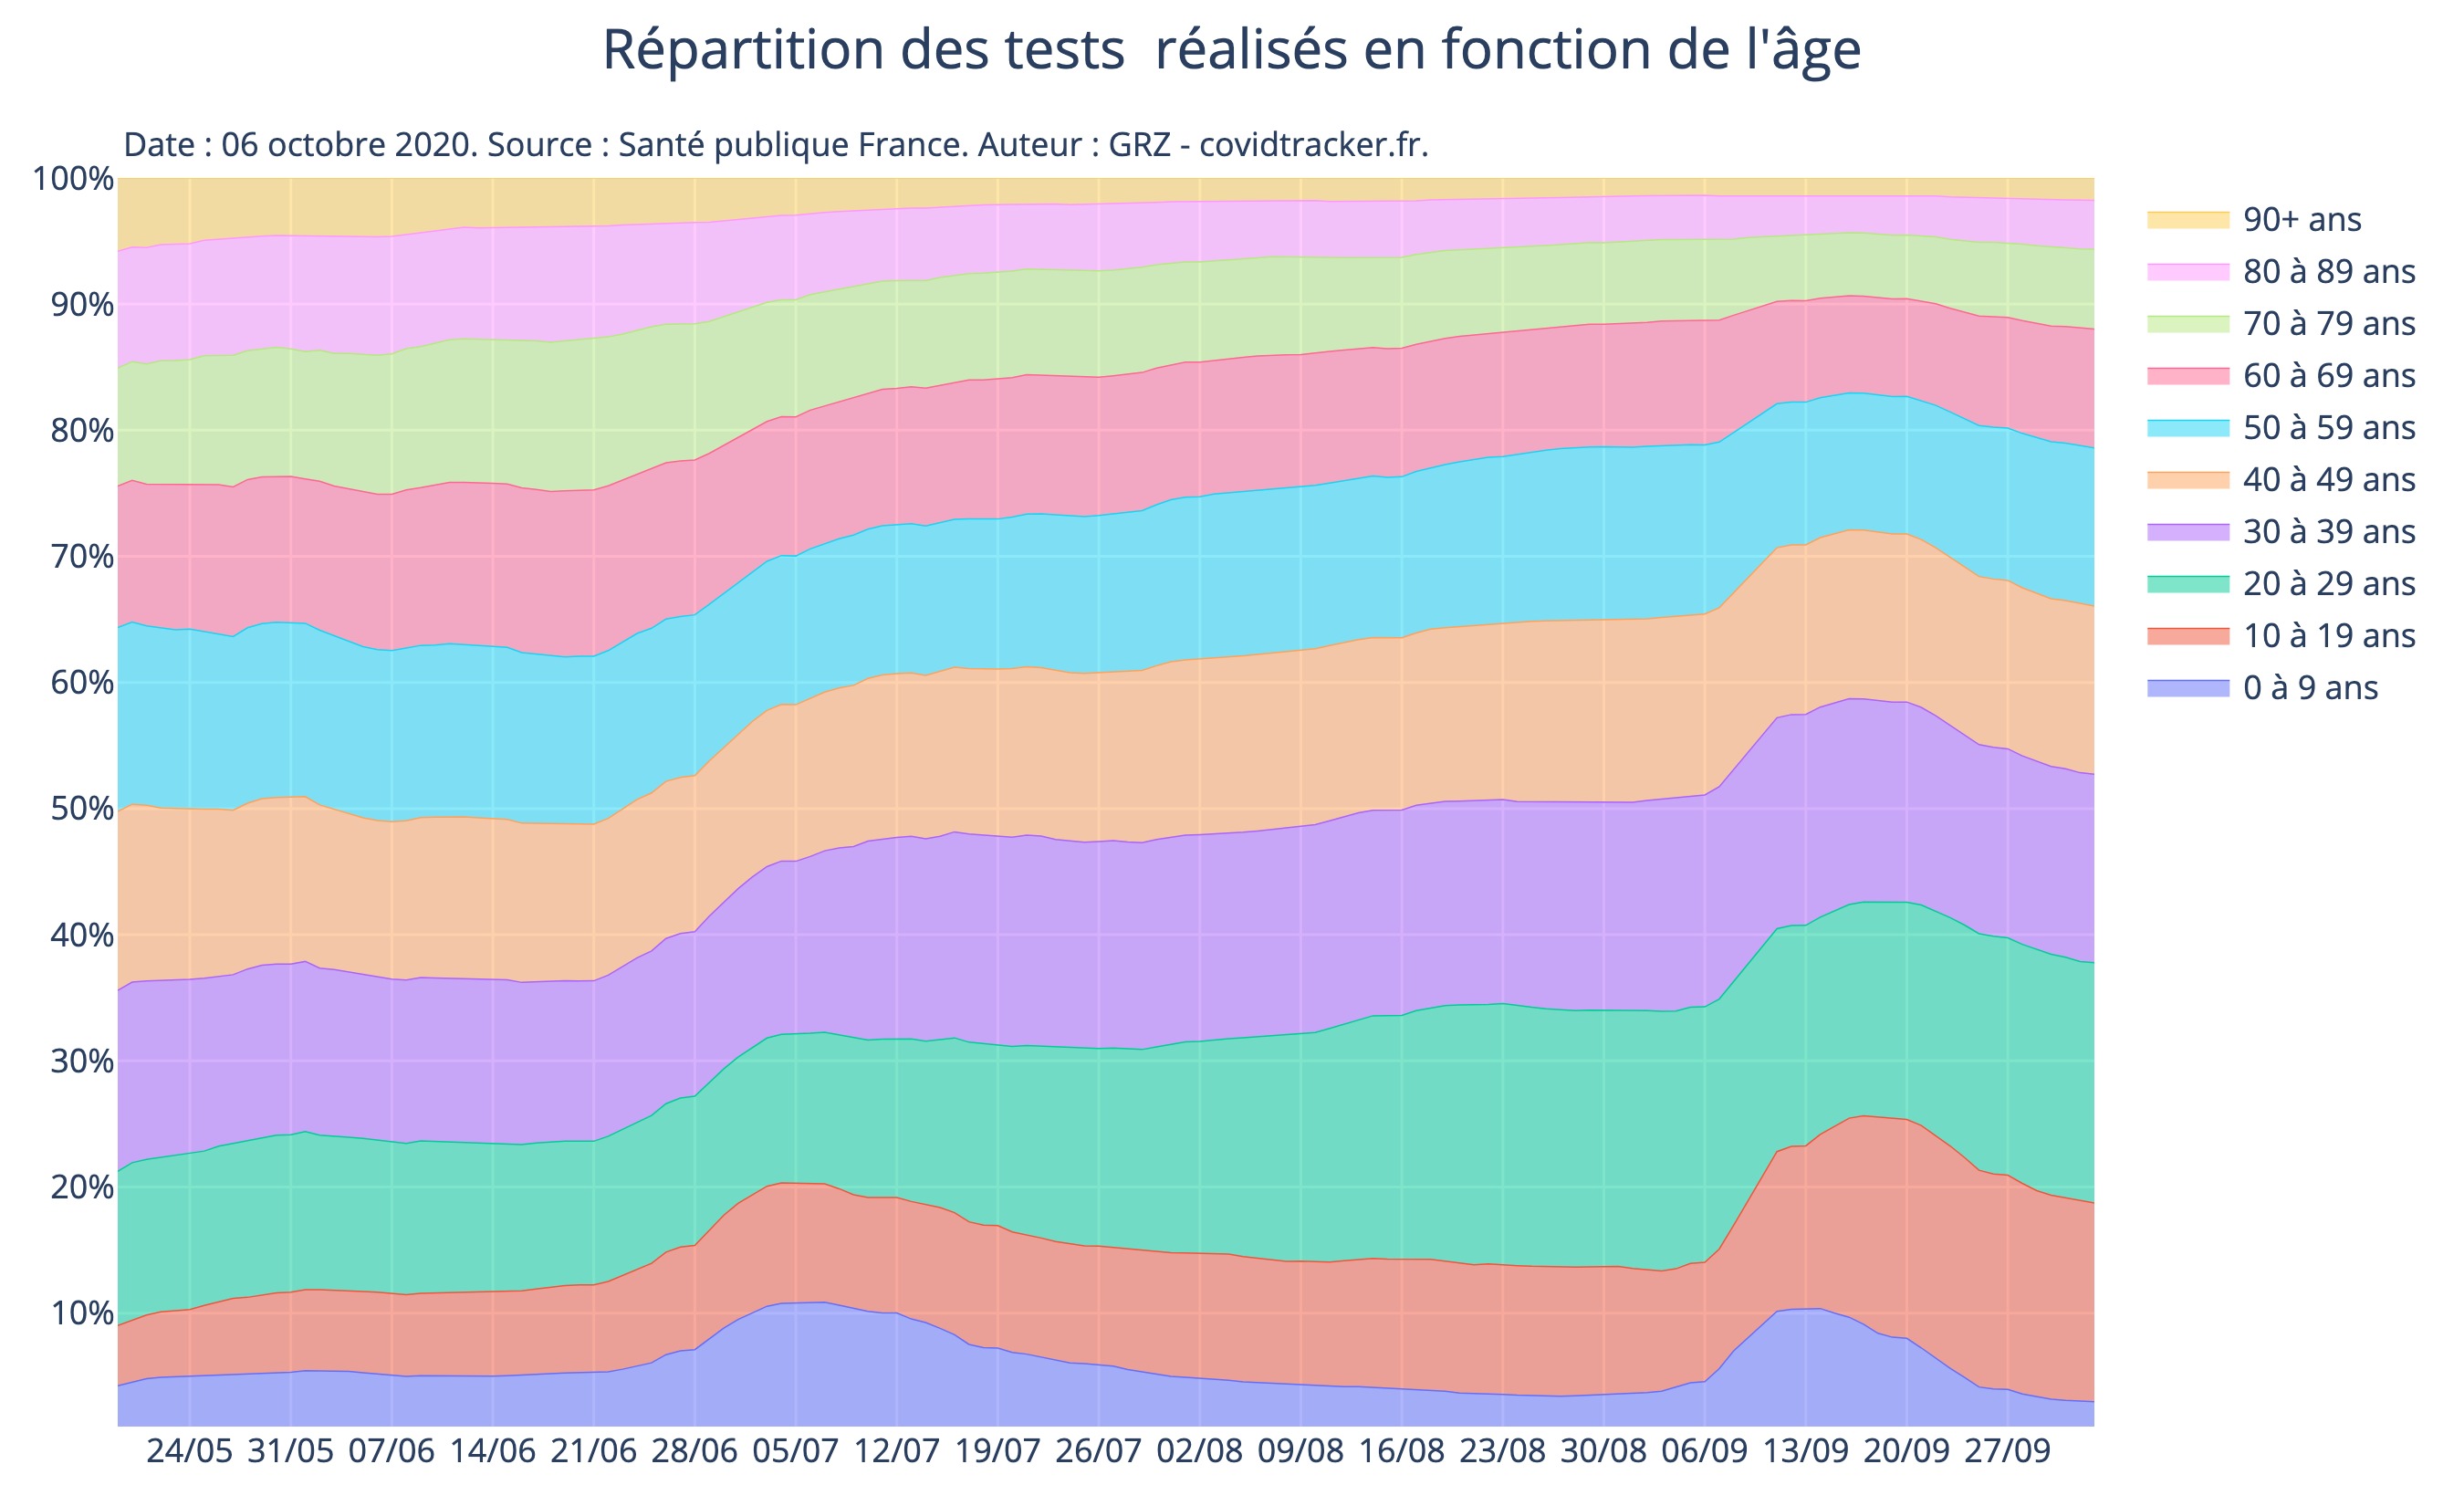 Répartition des tests  réalisés en fonction de l'âge
Date : 06 octobre 2020. Source : Santé publique France. Auteur : GRZ - covidtracker.fr.
100%
90%
80%
70%
60%
50%
40%
30%
20%
10%
24/05 31/05 07/06 14/06 21/06 28/06 05/07 12/07 19/07 26/07 02/08 09/08 16/08 23/08 30/08 06/09 13/09 20/09 27/09
90+ ans
80 à 89 ans
70 à 79 ans
60 à 69 ans
50 à 59 ans
40 à 49 ans
30 à 39 ans
20 à 29 ans
10 à 19 ans
0 à 9 ans